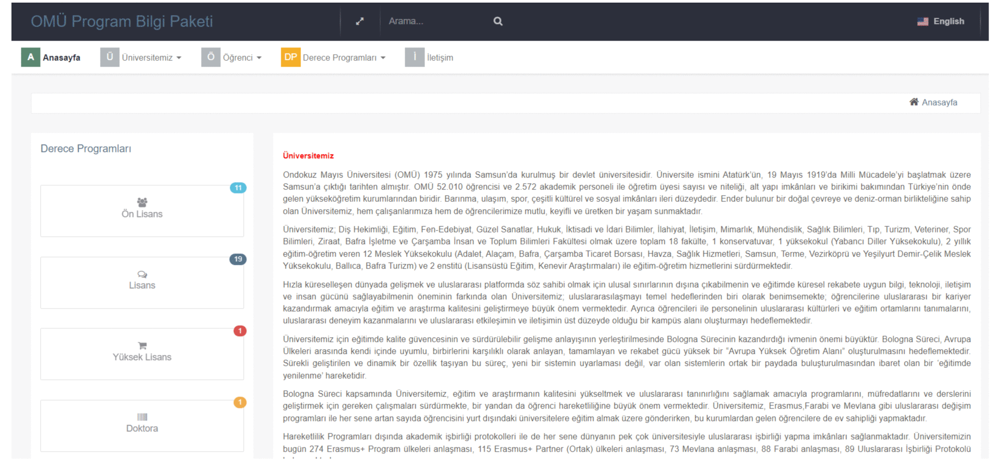 OMÜ Program Bilgi Paketi
Arama...
English
A Anasayfa
Ü Üniversitemiz
Ö Öğrenci
DP Derece Programları
İ İletişim
Anasayfa
Derece Programları
11
Ön Lisans
19
Lisans
1
Yüksek Lisans
1
Doktora
Üniversitemiz
Ondokuz Mayıs Üniversitesi (OMÜ) 1975 yılında Samsun’da kurulmuş bir devlet üniversitesidir. Üniversite ismini Atatürk’ün, 19 Mayıs 1919’da Milli Mücadele’yi başlatmak üzere
Samsun’a çıktığı tarihten almıştır. OMÜ 52.010 öğrencisi ve 2.572 akademik personeli ile öğretim üyesi sayısı ve niteliği, alt yapı imkânları ve birikimi bakımından Türkiye’nin önde
gelen yükseköğretim kurumlarından biridir. Barınma, ulaşım, spor, çeşitli kültürel ve sosyal imkânları ileri düzeydedir. Ender bulunur bir doğal çevreye ve deniz-orman birlikteliğine sahip
olan Üniversitemiz, hem çalışanlarımıza hem de öğrencilerimize mutlu, keyifli ve üretken bir yaşam sunmaktadır.
Üniversitemiz; Diş Hekimliği, Eğitim, Fen-Edebiyat, Güzel Sanatlar, Hukuk, İktisadi ve İdari Bilimler, İlahiyat, İletişim, Mimarlık, Mühendislik, Sağlık Bilimleri, Tıp, Turizm, Veteriner, Spor
Bilimleri, Ziraat, Bafra İşletme ve Çarşamba İnsan ve Toplum Bilimleri Fakültesi olmak üzere toplam 18 fakülte, 1 konservatuvar, 1 yüksekokul (Yabancı Diller Yüksekokulu), 2 yıllık
eğitim-öğretim veren 12 Meslek Yüksekokulu (Adalet, Alaçam, Bafra, Çarşamba Ticaret Borsası, Havza, Sağlık Hizmetleri, Samsun, Terme, Vezirköprü ve Yeşilyurt Demir-Çelik Meslek
Yüksekokulu, Ballıca, Bafra Turizm) ve 2 enstitü (Lisansüstü Eğitim, Kenevir Araştırmaları) ile eğitim-öğretim hizmetlerini sürdürmektedir.
Hızla küreselleşen dünyada gelişmek ve uluslararası platformda söz sahibi olmak için ulusal sınırlarının dışına çıkabilmenin ve eğitimde küresel rekabete uygun bilgi, teknoloji, iletişim
ve insan gücünü sağlayabilmenin öneminin farkında olan Üniversitemiz; uluslararasılaşmayı temel hedeflerinden biri olarak benimsemekte; öğrencilerine uluslararası bir kariyer
kazandırmak amacıyla eğitim ve araştırma kalitesini geliştirmeye büyük önem vermektedir. Ayrıca öğrencileri ile personelinin uluslararası kültürleri ve eğitim ortamlarını tanımalarını,
uluslararası deneyim kazanmalarını ve uluslararası etkileşimin ve iletişimin üst düzeyde olduğu bir kampüs alanı oluşturmayı hedeflemektedir.
Üniversitemiz için eğitimde kalite güvencesinin ve sürdürülebilir gelişme anlayışının yerleştirilmesinde Bologna Sürecinin kazandırdığı ivmenin önemi büyüktür. Bologna Süreci, Avrupa
Ülkeleri arasında kendi içinde uyumlu, birbirlerini karşılıklı olarak anlayan, tamamlayan ve rekabet gücü yüksek bir “Avrupa Yüksek Öğretim Alanı” oluşturulmasını hedeflemektedir.
Sürekli geliştirilen ve dinamik bir özellik taşıyan bu süreç, yeni bir sistemin uyarlaması değil, var olan sistemlerin ortak bir paydada buluşturulmasından ibaret olan bir ‘eğitimde
yenilenme’ hareketidir.
Bologna Süreci kapsamında Üniversitemiz, eğitim ve araştırmanın kalitesini yükseltmek ve uluslararası tanınırlığını sağlamak amacıyla programlarını, müfredatlarını ve derslerini
geliştirmek için gereken çalışmaları sürdürmekte, bir yandan da öğrenci hareketliliğine büyük önem vermektedir. Üniversitemiz, Erasmus,Farabi ve Mevlana gibi uluslararası değişim
programları ile her sene artan sayıda öğrencisini yurt dışındaki üniversitelere eğitim almak üzere gönderirken, bu kurumlardan gelen öğrencilere de ev sahipliği yapmaktadır.
Hareketlilik Programları dışında akademik işbirliği protokolleri ile de her sene dünyanın pek çok üniversitesiyle uluslararası işbirliği yapma imkânları sağlanmaktadır. Üniversitemizin
bugün 274 Erasmus+ Program ülkeleri anlaşması, 115 Erasmus+ Partner (Ortak) ülkeleri anlaşması, 73 Mevlana anlaşması, 88 Farabi anlaşması, 89 Uluslararası İşbirliği Protokolü